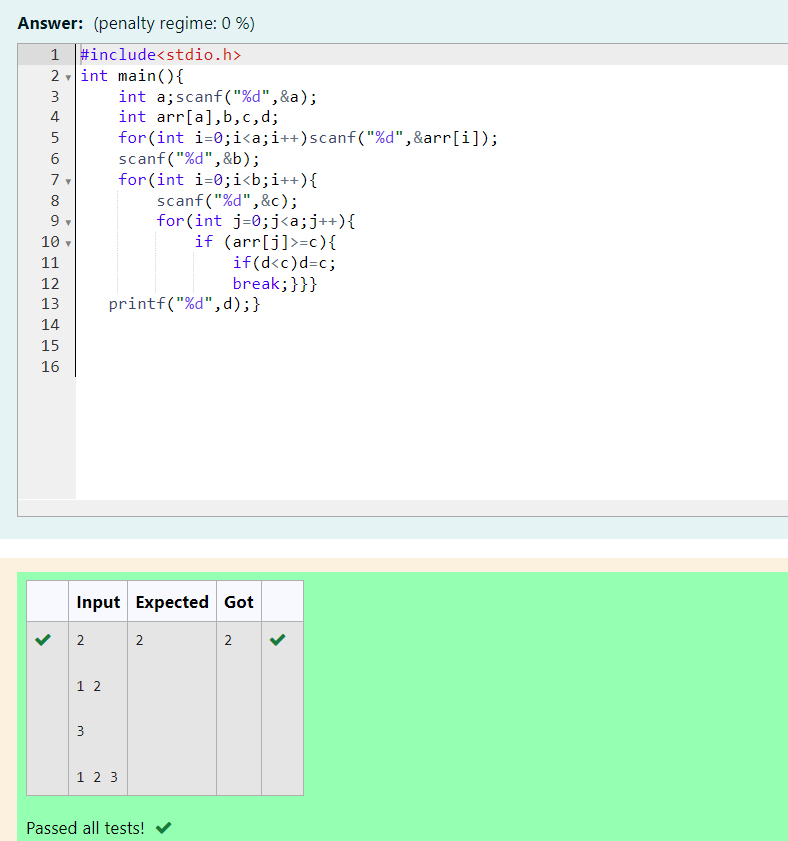 Answer: (penalty regime: 0 %)
1 #include<stdio.h>
2 int main(){
3 int a;scanf("%d",&a);
4 int arr[a],b,c,d;
5 for(int i=0;i<a;i++)scanf("%d",&arr[i]);
6 scanf("%d",&b);
7 for(int i=0;i<b;i++){
8 scanf("%d",&c);
9 for(int j=0;j<a;j++){
10 if (arr[j]>=c){
11 if(d<c)d=c;
12 break;}}}
13 printf("%d",d);}
14
15
16
Input Expected Got
2 2 2
1 2
3
1 2 3
Passed all tests!